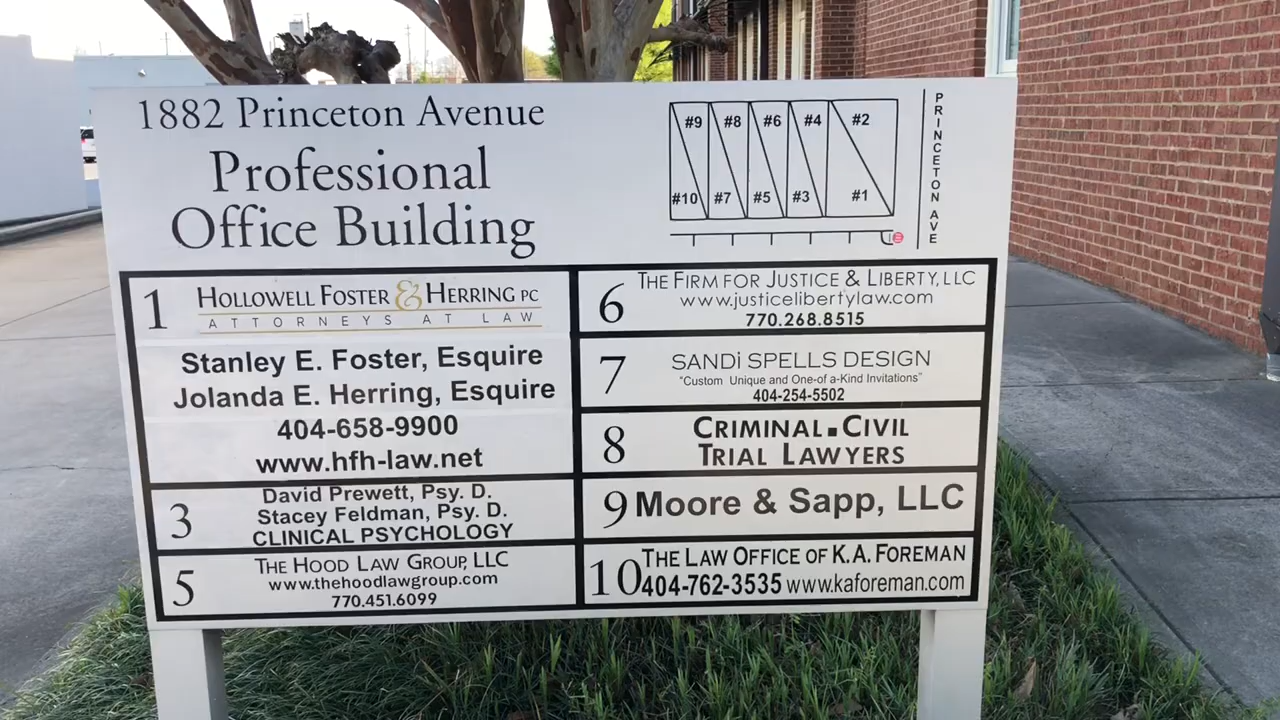 1882 Princeton Avenue
Professional
Office Building
#9 #8 #6 #4 #2
#10 #7 #5 #3 #1
PRINCETON AVE
1 HOLLOWELL FOSTER & HERRING PC
ATTORNEYS AT LAW
Stanley E. Foster, Esquire
Jolanda E. Herring, Esquire
404-658-9900
www.hfh-law.net
3 David Prewett, Psy. D.
Stacey Feldman, Psy. D.
CLINICAL PSYCHOLOGY
5 THE HOOD LAW GROUP, LLC
www.thehoodlawgroup.com
770.451.6099
6 THE FIRM FOR JUSTICE & LIBERTY, LLC
www.justicelibertylaw.com
770.268.8515
7 SANDi SPELLS DESIGN
"Custom Unique and One-of a-Kind Invitations"
404-254-5502
8 CRIMINAL▪CIVIL
TRIAL LAWYERS
9 Moore & Sapp, LLC
10 THE LAW OFFICE OF K.A. FOREMAN
404-762-3535 www.kaforeman.com